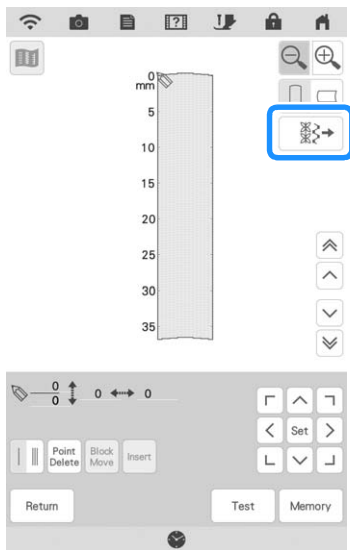 0
mm
5
10
15
20
25
30
35
0
0
0
0
Point
Delete
Block
Move
Insert
Set
Return
Test
Memory